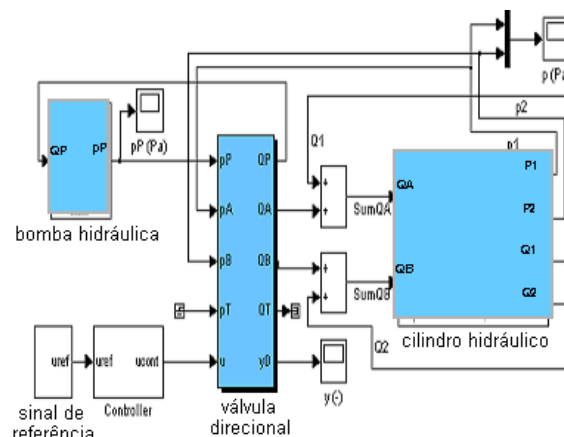 p (Pa)
p2
QP
pP
pP (Pa)
bomba hidráulica
pP
QP
pA
QA
pB
QB
pT
QT
u
yD
válvula
direcional
Q1
p1
+
+
SumQA
+
+
SumQB
Q2
QA
QB
P1
P2
Q1
Q2
cilindro hidráulico
uref
sinal de
referência
uref
ucont
Controller
y(-)